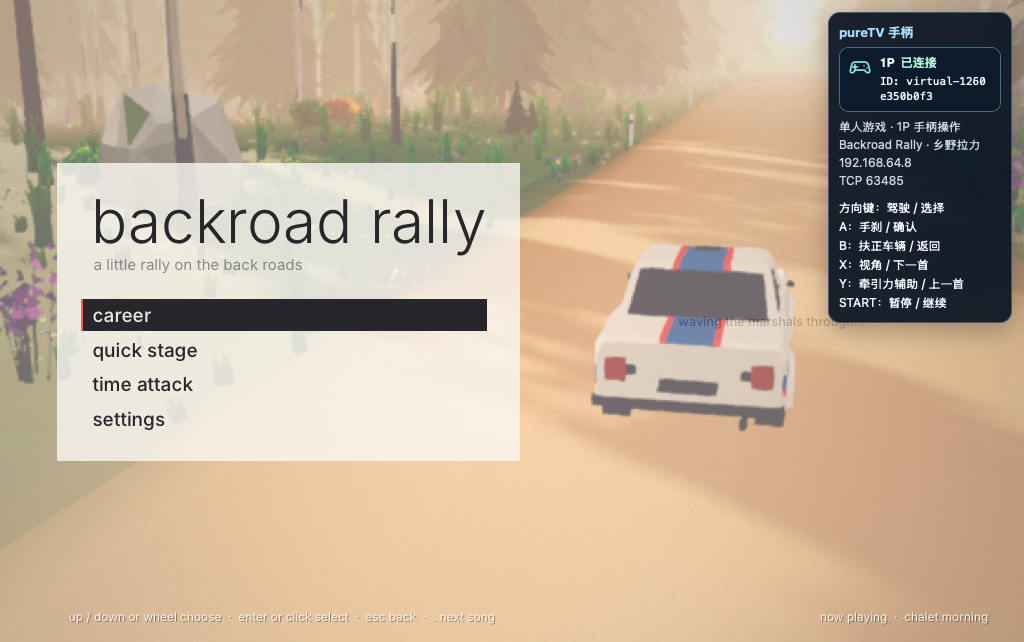 backroad rally
a little rally on the back roads
career
quick stage
time attack
settings
waving the marshals through...
pureTV 手柄
1P 已连接
ID: virtual-1260
e350b0f3
单人游戏 · 1P 手柄操作
Backroad Rally · 乡野拉力
192.168.64.8
TCP 63485
方向键：驾驶 / 选择
A：手刹 / 确认
B：扶正车辆 / 返回
X：视角 / 下一首
Y：牵引力辅助 / 上一首
START：暂停 / 继续
up / down or wheel choose · enter or click select · esc back · . next song
now playing · chalet morning